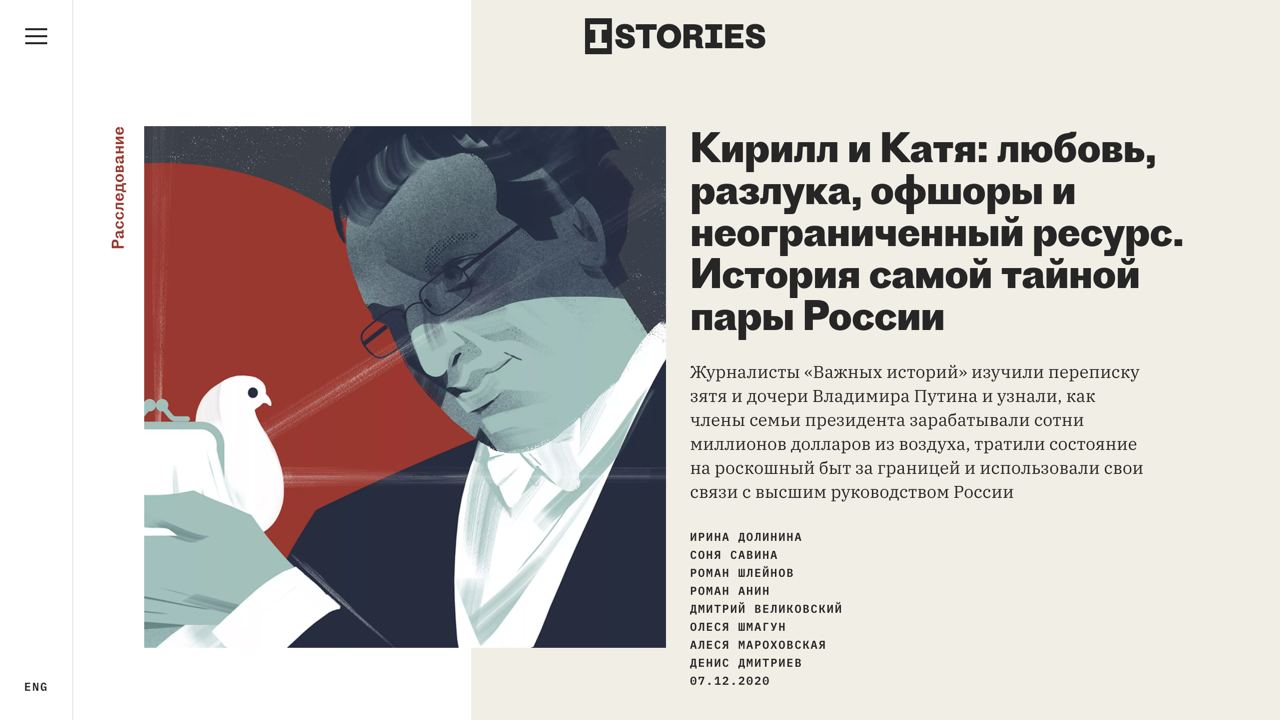 ISTORIES
Расследование
Кирилл и Катя: любовь,
разлука, офшоры и
неограниченный ресурс.
История самой тайной
пары России
Журналисты «Важных историй» изучили переписку
зятя и дочери Владимира Путина и узнали, как
члены семьи президента зарабатывали сотни
миллионов долларов из воздуха, тратили состояние
на роскошный быт за границей и использовали свои
связи с высшим руководством России
ИРИНА ДОЛИНИНА
СОНЯ САВИНА
РОМАН ШЛЕЙНОВ
РОМАН АНИН
ДМИТРИЙ ВЕЛИКОВСКИЙ
ОЛЕСЯ ШМАГУН
АЛЕСЯ МАРОХОВСКАЯ
ДЕНИС ДМИТРИЕВ
07.12.2020
ENG